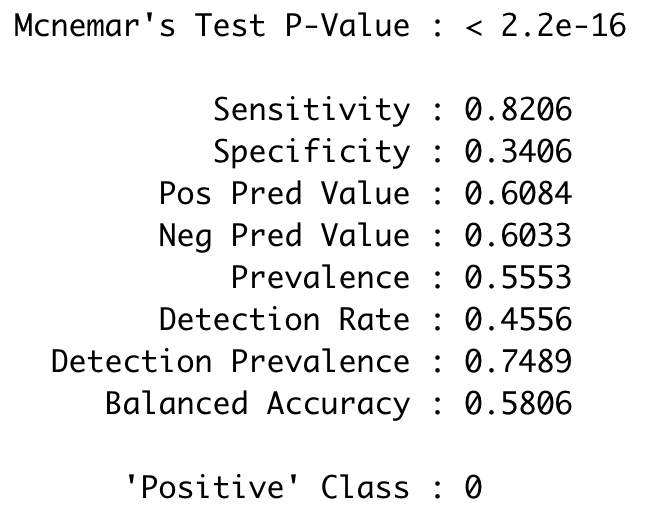 Mcnemar's Test P-Value : < 2.2e-16
Sensitivity : 0.8206
Specificity : 0.3406
Pos Pred Value : 0.6084
Neg Pred Value : 0.6033
Prevalence : 0.5553
Detection Rate : 0.4556
Detection Prevalence : 0.7489
Balanced Accuracy : 0.5806
'Positive' Class : 0